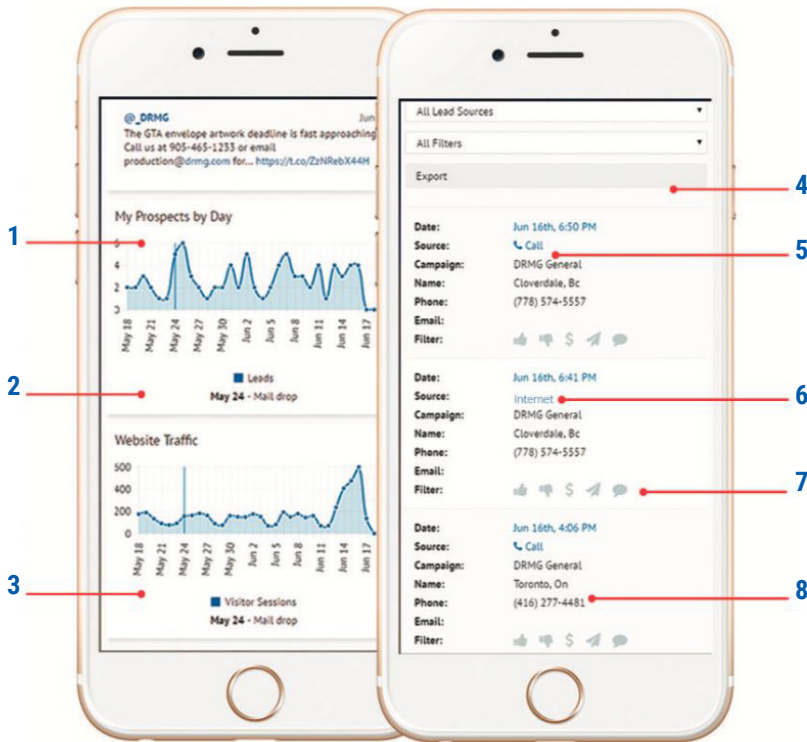 @_DRMG Jun
The GTA envelope artwork deadline is fast approaching
Call us at 905-465-1233 or email
production@drmg.com for... https://t.co/ZzNRebX44H
My Prospects by Day
6
4
2
0
May 18
May 21
May 24
May 27
May 30
Jun 2
Jun 5
Jun 8
Jun 11
Jun 14
Jun 17
Leads
May 24 - Mail drop
Website Traffic
600
400
200
0
May 18
May 21
May 24
May 27
May 30
Jun 2
Jun 5
Jun 8
Jun 11
Jun 14
Jun 17
Visitor Sessions
May 24 - Mail drop
1
2
3
All Lead Sources
All Filters
Export
Date: Jun 16th, 6:50 PM
Source: Call
Campaign: DRMG General
Name: Cloverdale, Bc
Phone: (778) 574-5557
Email:
Filter: $
Date: Jun 16th, 6:41 PM
Source: Internet
Campaign: DRMG General
Name: Cloverdale, Bc
Phone: (778) 574-5557
Email:
Filter: $
Date: Jun 16th, 4:06 PM
Source: Call
Campaign: DRMG General
Name: Toronto, On
Phone: (416) 277-4481
Email:
Filter: $
4
5
6
7
8